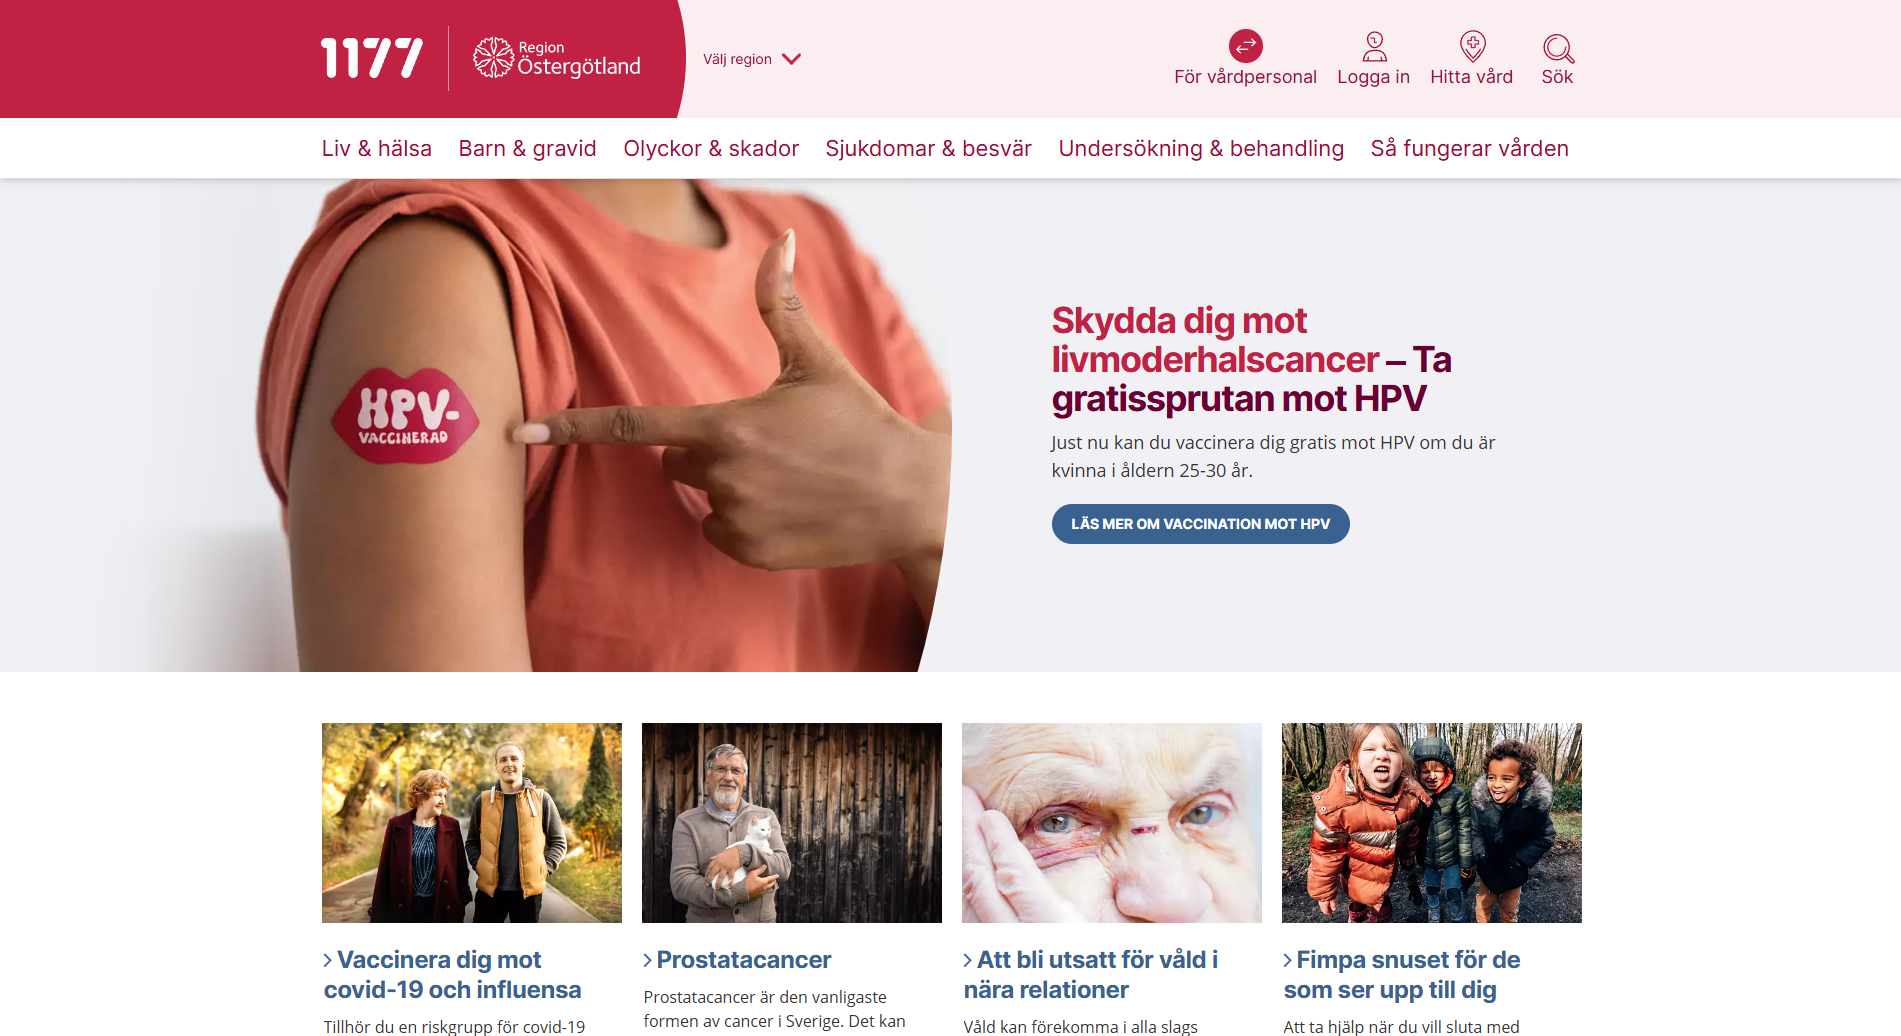 1177
Region
Östergötland
Välj region
För vårdpersonal
Logga in
Hitta vård
Sök
Liv & hälsa
Barn & gravid
Olyckor & skador
Sjukdomar & besvär
Undersökning & behandling
Så fungerar vården
HPV-
VACCINERAD
Skydda dig mot
livmoderhalscancer – Ta
gratissprutan mot HPV
Just nu kan du vaccinera dig gratis mot HPV om du är
kvinna i åldern 25-30 år.
LÄS MER OM VACCINATION MOT HPV
Vaccinera dig mot
covid-19 och influensa
Tillhör du en riskgrupp för covid-19
Prostatacancer
Prostatacancer är den vanligaste
formen av cancer i Sverige. Det kan
Att bli utsatt för våld i
nära relationer
Våld kan förekomma i alla slags
Fimpa snuset för de
som ser upp till dig
Att ta hjälp när du vill sluta med